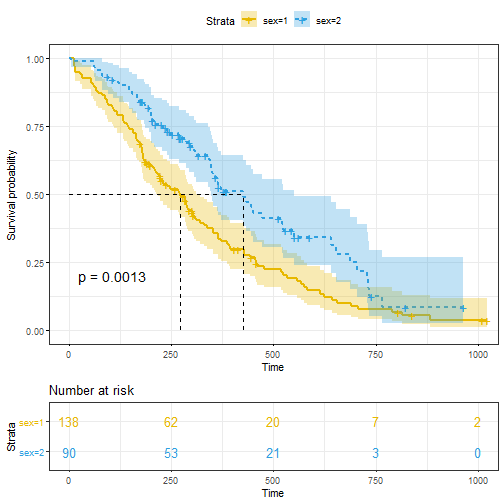 Strata sex=1 sex=2
1.00
0.75
0.50
0.25
0.00
Survival probability
p = 0.0013
0 250 500 750 1000
Time
Number at risk
Strata
sex=1 138 62 20 7 2
sex=2 90 53 21 3 0
0 250 500 750 1000
Time